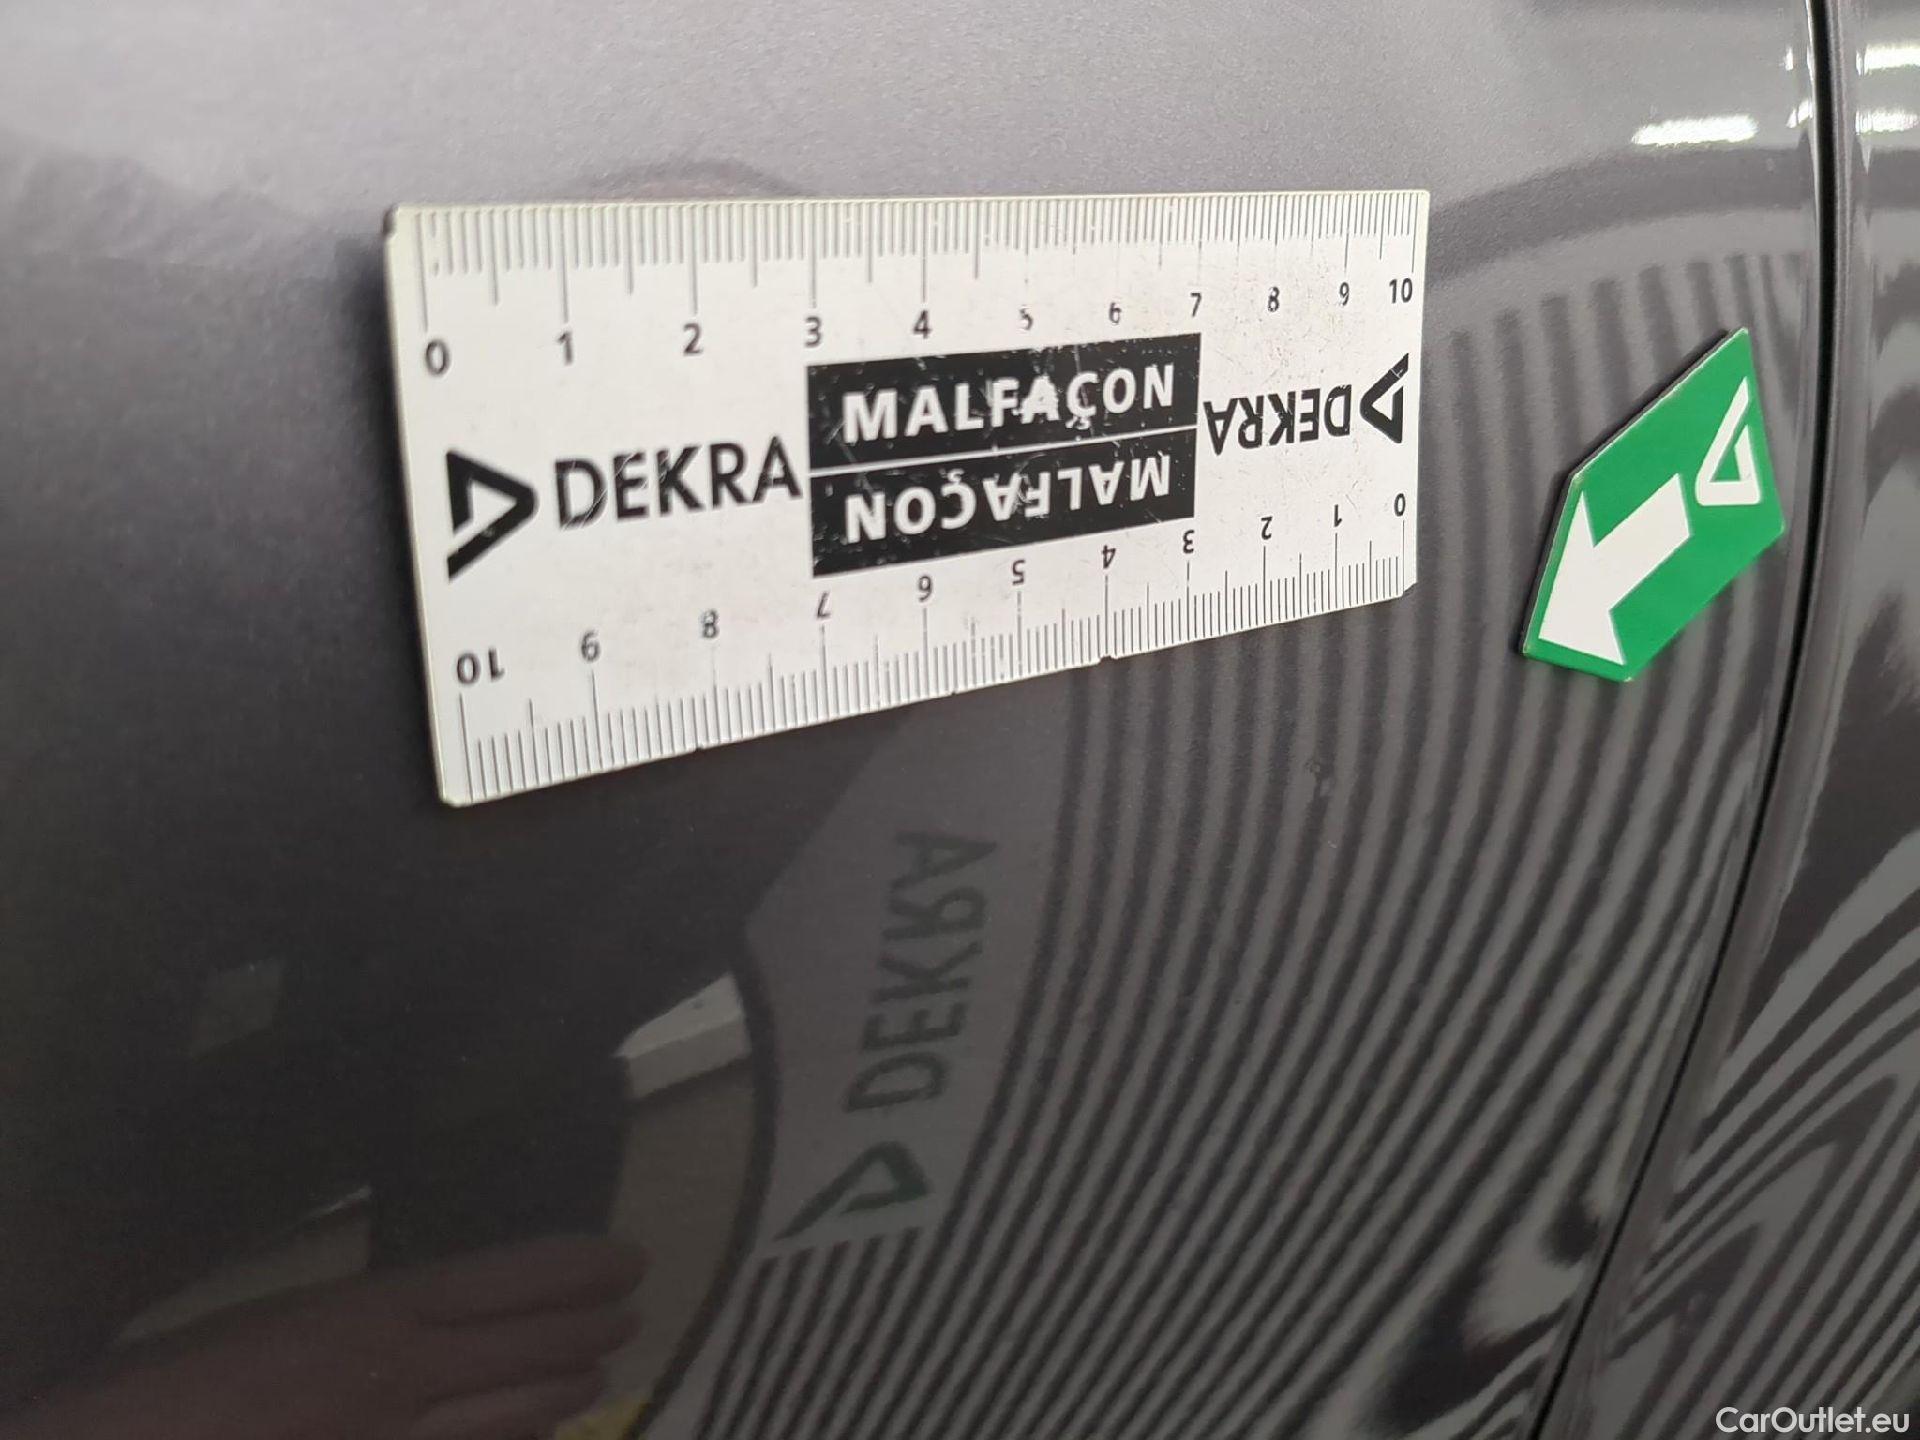 0 1 2 3 4 5 6 7 8 9 10
DEKRA MALFAÇON DEKRA
MALFAÇON
10 9 8 7 6 5 4 3 2 1 0
DEKRA
CarOutlet.eu